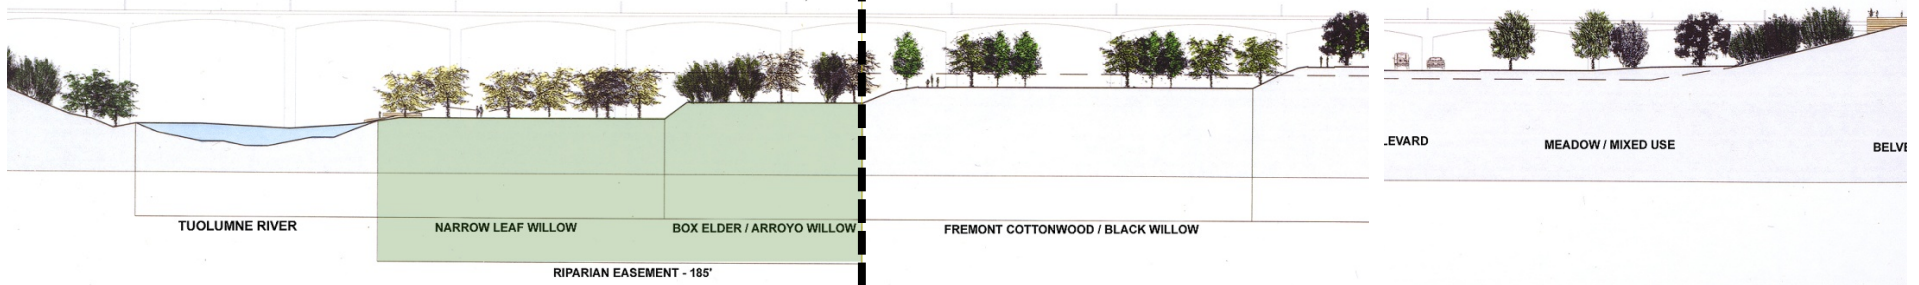 LEVARD
MEADOW / MIXED USE
BELVE
TUOLUMNE RIVER
NARROW LEAF WILLOW
BOX ELDER / ARROYO WILLOW
FREMONT COTTONWOOD / BLACK WILLOW
RIPARIAN EASEMENT - 185'